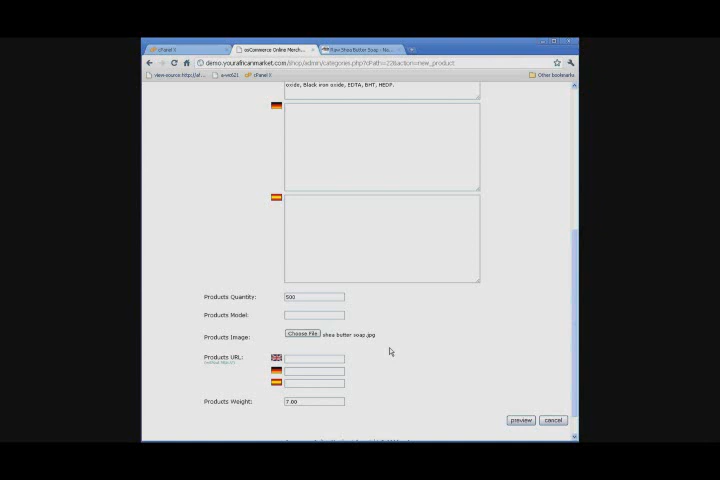 cPanel X
osCommerce Online Merch...
Raw Shea Butter Soap : Ne...
demo.yourafricanmarket.com/shop/admin/categories.php?cPath=22&action=new_product
cPanel X
Other bookmarks
oxide, Black iron oxide, EDTA, BHT, HEDP.
Products Quantity:
500
Products Model:
Products Image:
Choose File
shea butter soap.jpg
Products URL:
Products Weight:
7.00
preview
cancel